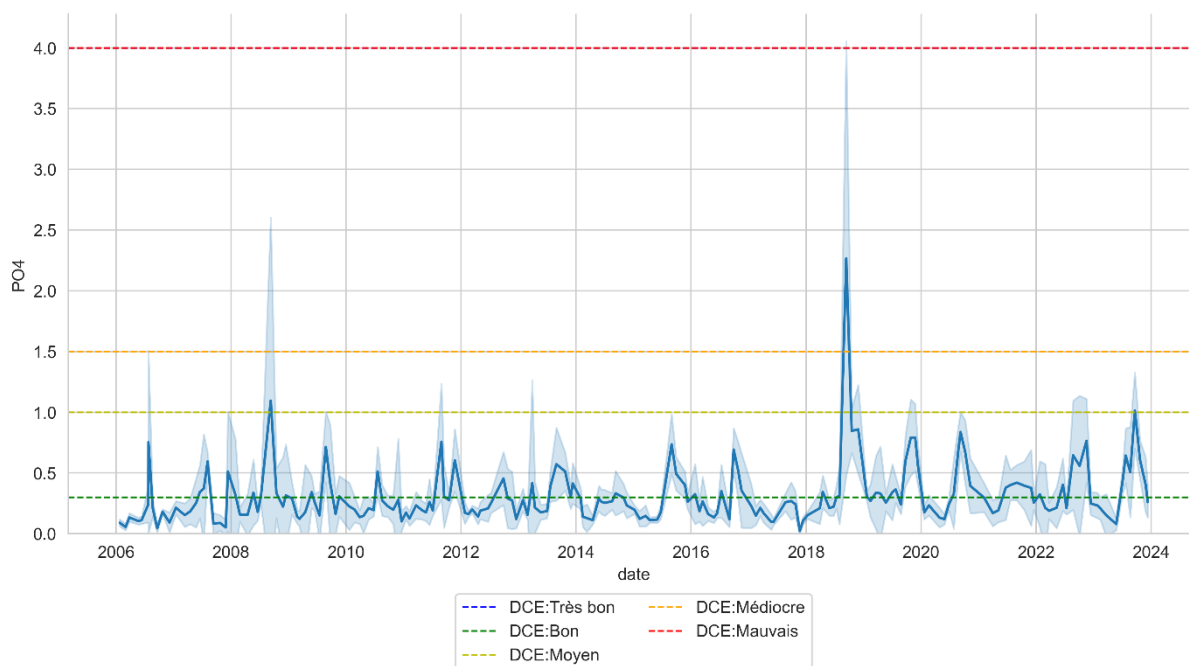 4.0
3.5
3.0
2.5
2.0
1.5
1.0
0.5
0.0
PO4
2006 2008 2010 2012 2014 2016 2018 2020 2022 2024
date
DCE:Très bon DCE:Médiocre
DCE:Bon DCE:Mauvais
DCE:Moyen